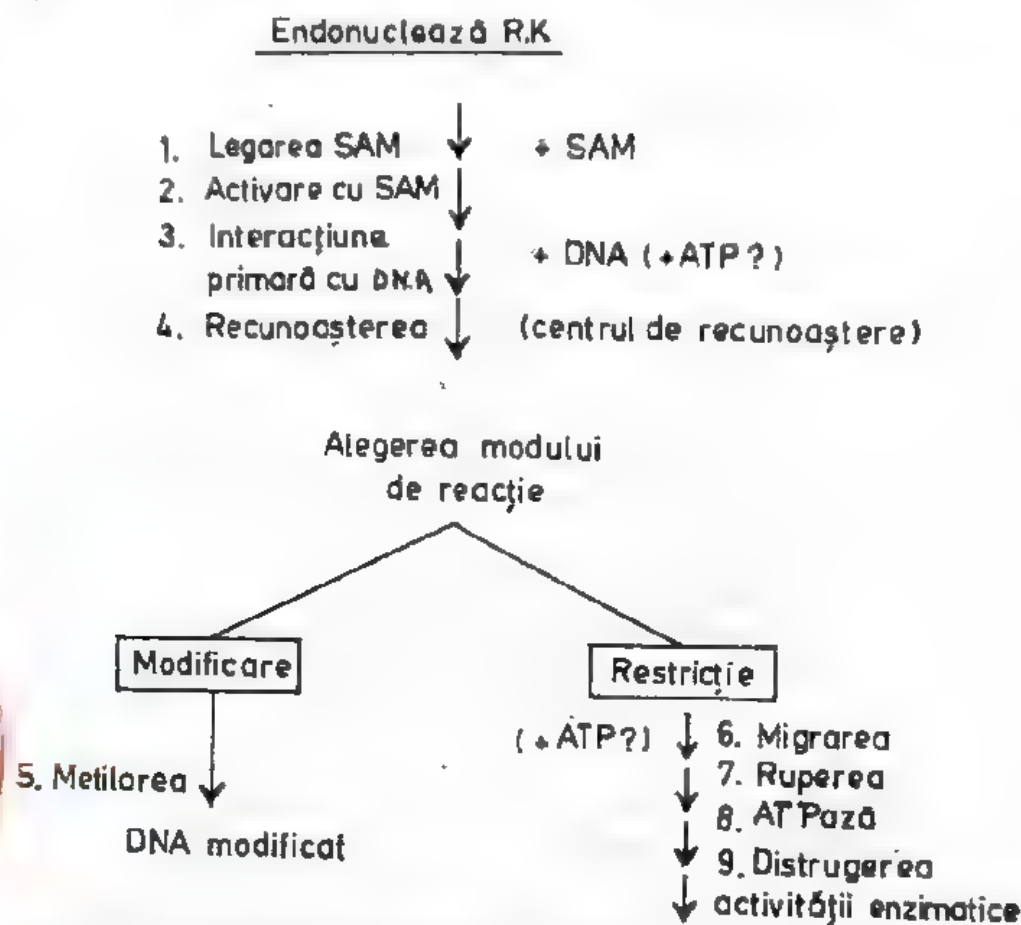 Endonuclează R.K
1. Legarea SAM + SAM
2. Activare cu SAM
3. Interacțiune
primară cu DNA + DNA (+ATP?)
4. Recunoașterea (centrul de recunoaștere)
Alegerea modului
de reacție
Modificare
Restricție
5. Metilarea
DNA modificat
(+ATP?) 6. Migrarea
7. Ruperea
8. ATPază
9. Distrugerea
activității enzimatice